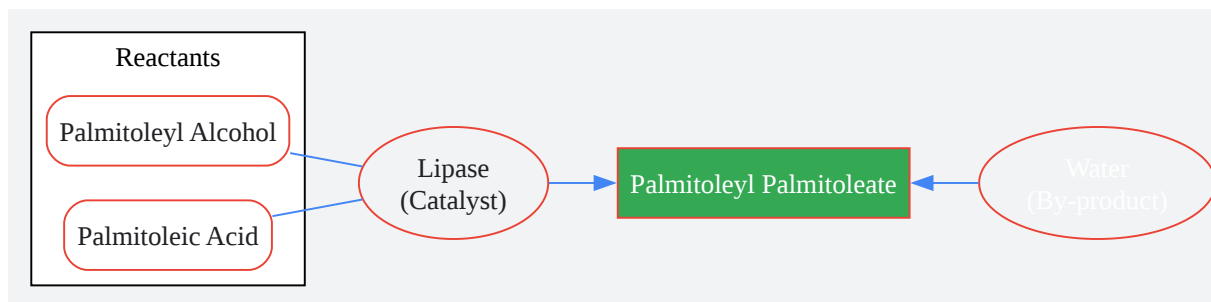 Reactants
Palmitoleyl Alcohol
Palmitoleic Acid
Lipase
(Catalyst)
Palmitoleyl Palmitoleate
Water
(By-product)